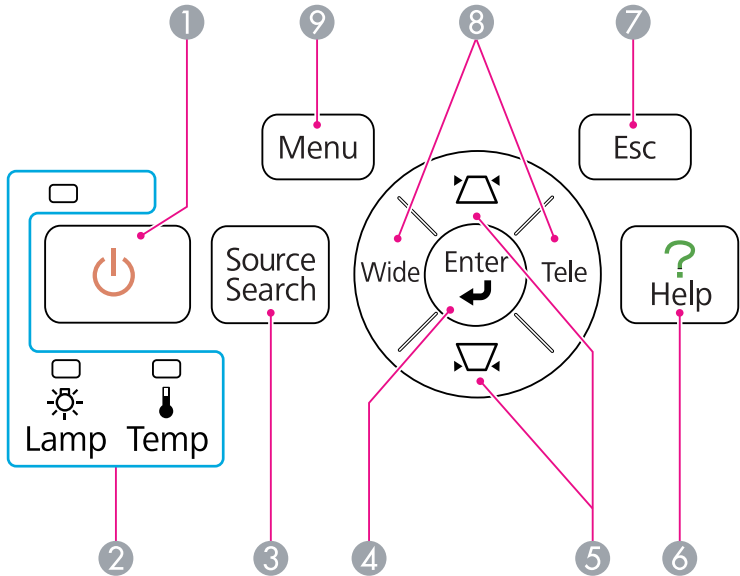 1
9
8
7
Menu
Esc
Source
Search
Wide
Enter
Tele
?
Help
Lamp
Temp
2
3
4
5
6